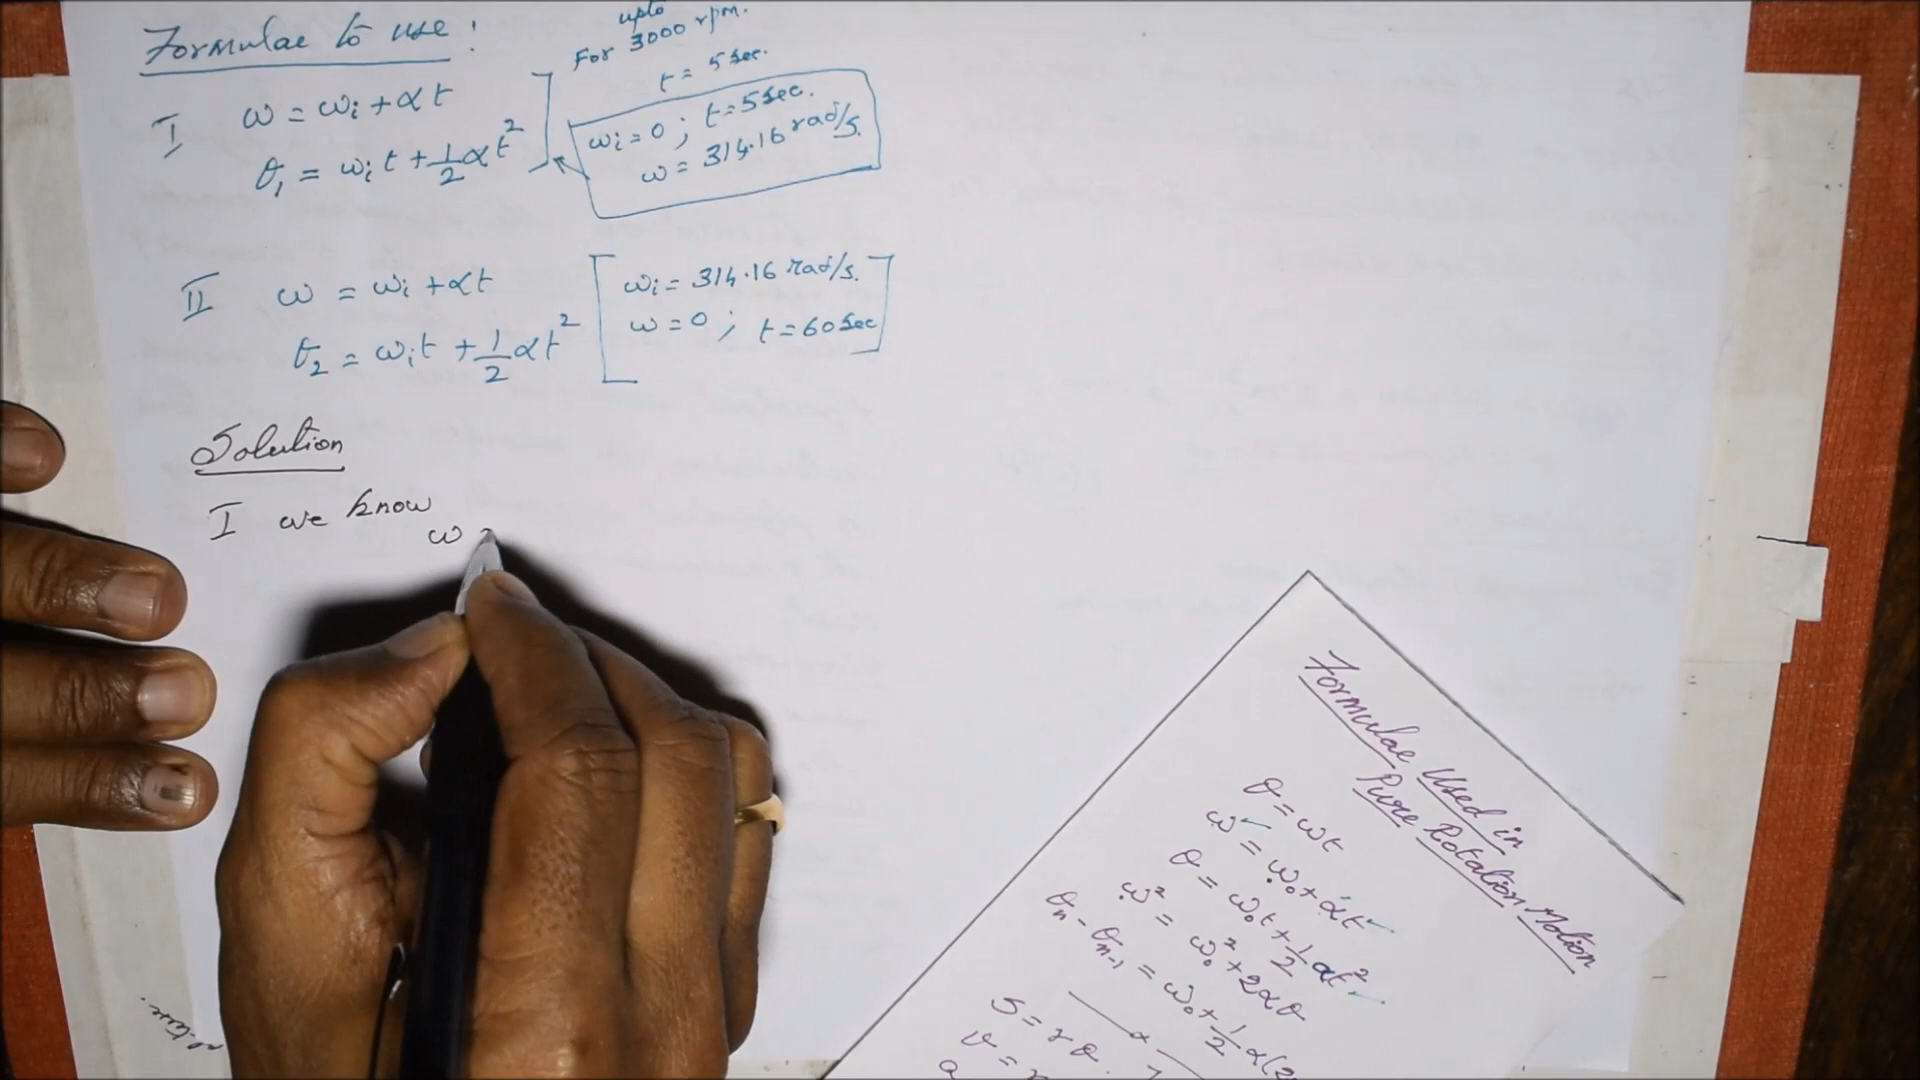 Formulae to use :
upto
For 3000 rpm.
t = 5 sec.
I ω = ωi + αt
θ1 = ωi t + 1/2 αt²
ωi = 0 ; t = 5 sec.
ω = 314.16 rad/s.
II ω = ωi + αt
θ2 = ωi t + 1/2 αt²
ωi = 314.16 rad/s.
ω = 0 ; t = 60 sec
Solution
I we know
ω
Formulae Used in
Pure Rotation Motion
θ = ωt
ω = ω₀ + αt
θ = ω₀t + 1/2 αt²
ω² = ω₀² + 2αθ
θn - θn-1 = ω₀ + 1/2 α(2
S = rθ.